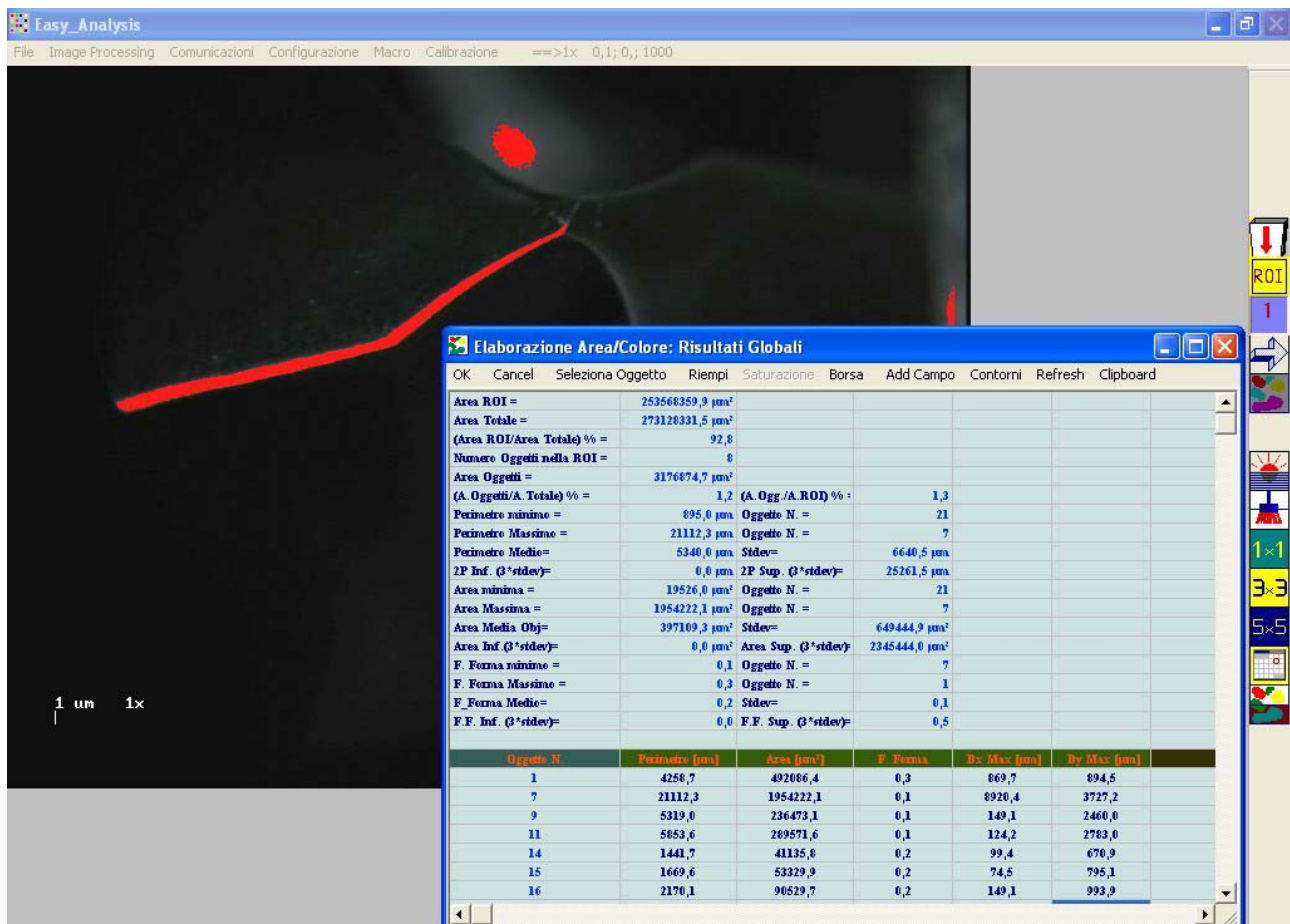 Easy_Analysis
File Image Processing Comunicazioni Configurazione Macro Calibrazione ==>1x 0,1; 0,; 1000
ROI
1
1x1
3x3
5x5
1 um 1x
Elaborazione Area/Colore: Risultati Globali
OK Cancel Seleziona Oggetto Riempi Saturazione Borsa Add Campo Contorni Refresh Clipboard
Area ROI = 253568359,9 µm²
Area Totale = 273128331,5 µm²
(Area ROI/Area Totale) % = 92,8
Numero Oggetti nella ROI = 8
Area Oggetti = 3176874,7 µm²
(A.Oggetti/A.Totale) % = 1,2 (A.Ogg./A.ROI) % : 1,3
Perimetro minimo = 895,0 µm Oggetto N. = 21
Perimetro Massimo = 21112,3 µm Oggetto N. = 7
Perimetro Medio= 5340,0 µm Stdev= 6640,5 µm
2P Inf. (3*stdev)= 0,0 µm 2P Sup. (3*stdev)= 25261,5 µm
Area minima = 19526,0 µm² Oggetto N. = 21
Area Massima = 1954222,1 µm² Oggetto N. = 7
Area Media Obj= 397109,3 µm² Stdev= 649444,9 µm²
Area Inf.(3*stdev)= 0,0 µm² Area Sup. (3*stdev)= 2345444,0 µm²
F. Forma minimo = 0,1 Oggetto N. = 7
F. Forma Massimo = 0,3 Oggetto N. = 1
F_Forma Medio= 0,2 Stdev= 0,1
F.F. Inf. (3*stdev)= 0,0 F.F. Sup. (3*stdev)= 0,5
Oggetto N. Perimetro [µm] Area [µm²] F. Forma Dx Max [µm] Dy Max [µm]
1 4258,7 492086,4 0,3 869,7 894,5
7 21112,3 1954222,1 0,1 8920,4 3727,2
9 5319,0 236473,1 0,1 149,1 2460,0
11 5853,6 289571,6 0,1 124,2 2783,0
14 1441,7 41135,8 0,2 99,4 670,9
15 1669,6 53329,9 0,2 74,5 795,1
16 2170,1 90529,7 0,2 149,1 993,9